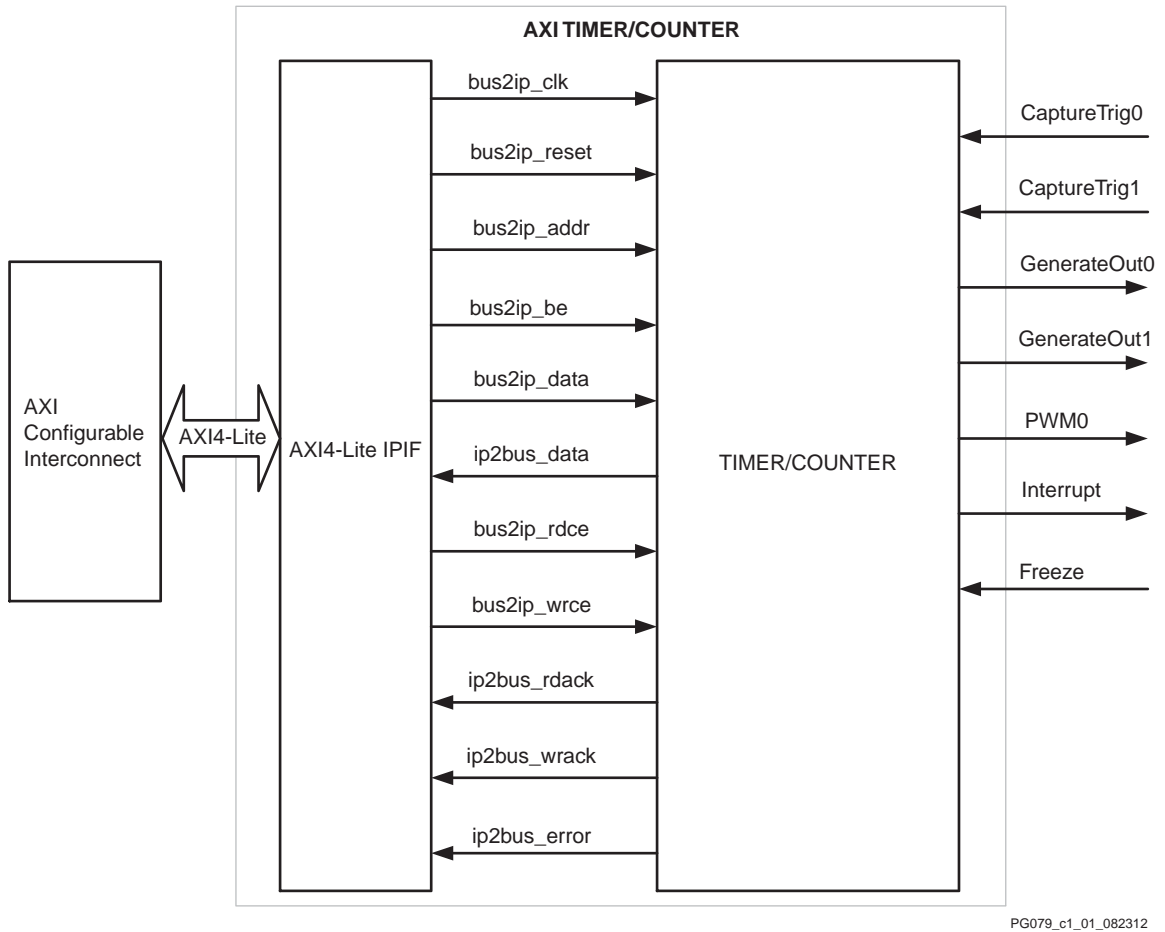 AXI TIMER/COUNTER
bus2ip_clk
bus2ip_reset
bus2ip_addr
bus2ip_be
bus2ip_data
ip2bus_data
bus2ip_rdce
bus2ip_wrce
ip2bus_rdack
ip2bus_wrack
ip2bus_error
AXI
Configurable
Interconnect
AXI4-Lite
AXI4-Lite IPIF
TIMER/COUNTER
CaptureTrig0
CaptureTrig1
GenerateOut0
GenerateOut1
PWM0
Interrupt
Freeze
PG079_c1_01_082312